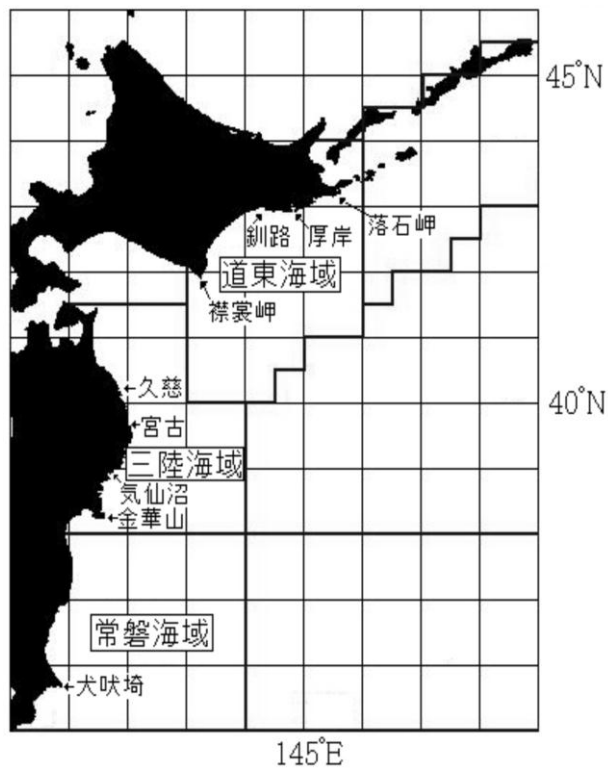 45°N
落石岬
釧路
厚岸
道東海域
襟裳岬
久慈
40°N
宮古
三陸海域
気仙沼
金華山
常磐海域
犬吠埼
145°E